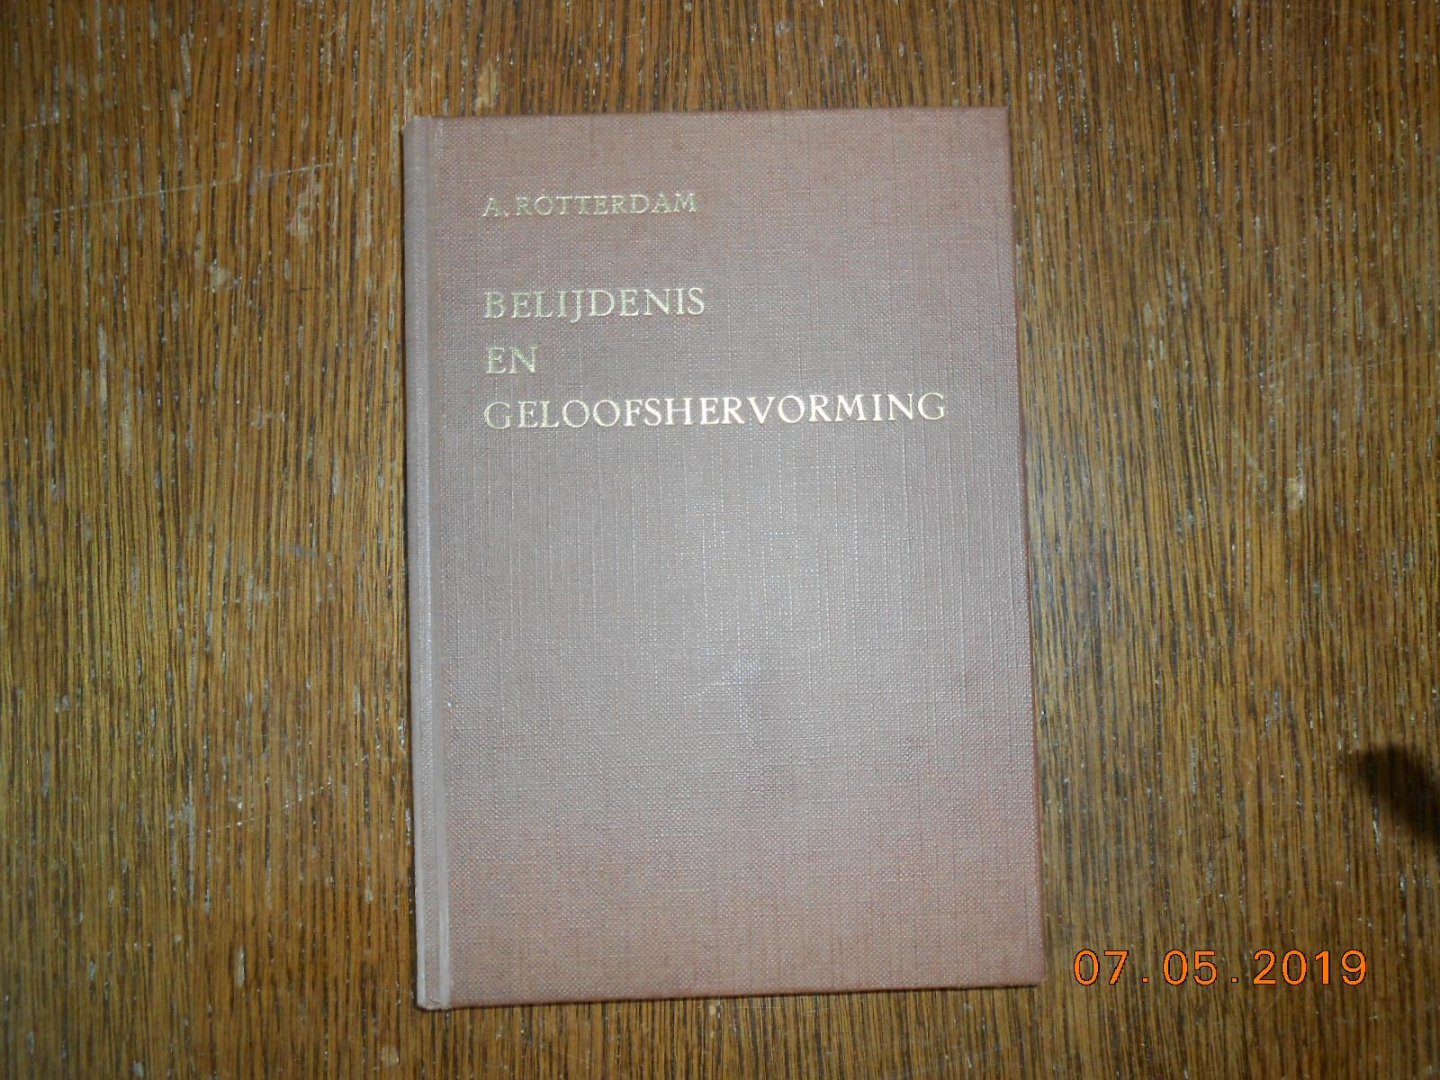 A. ROTTERDAM
BELIJDENIS
EN
GELOOFSHERVORMING
07.05.2019